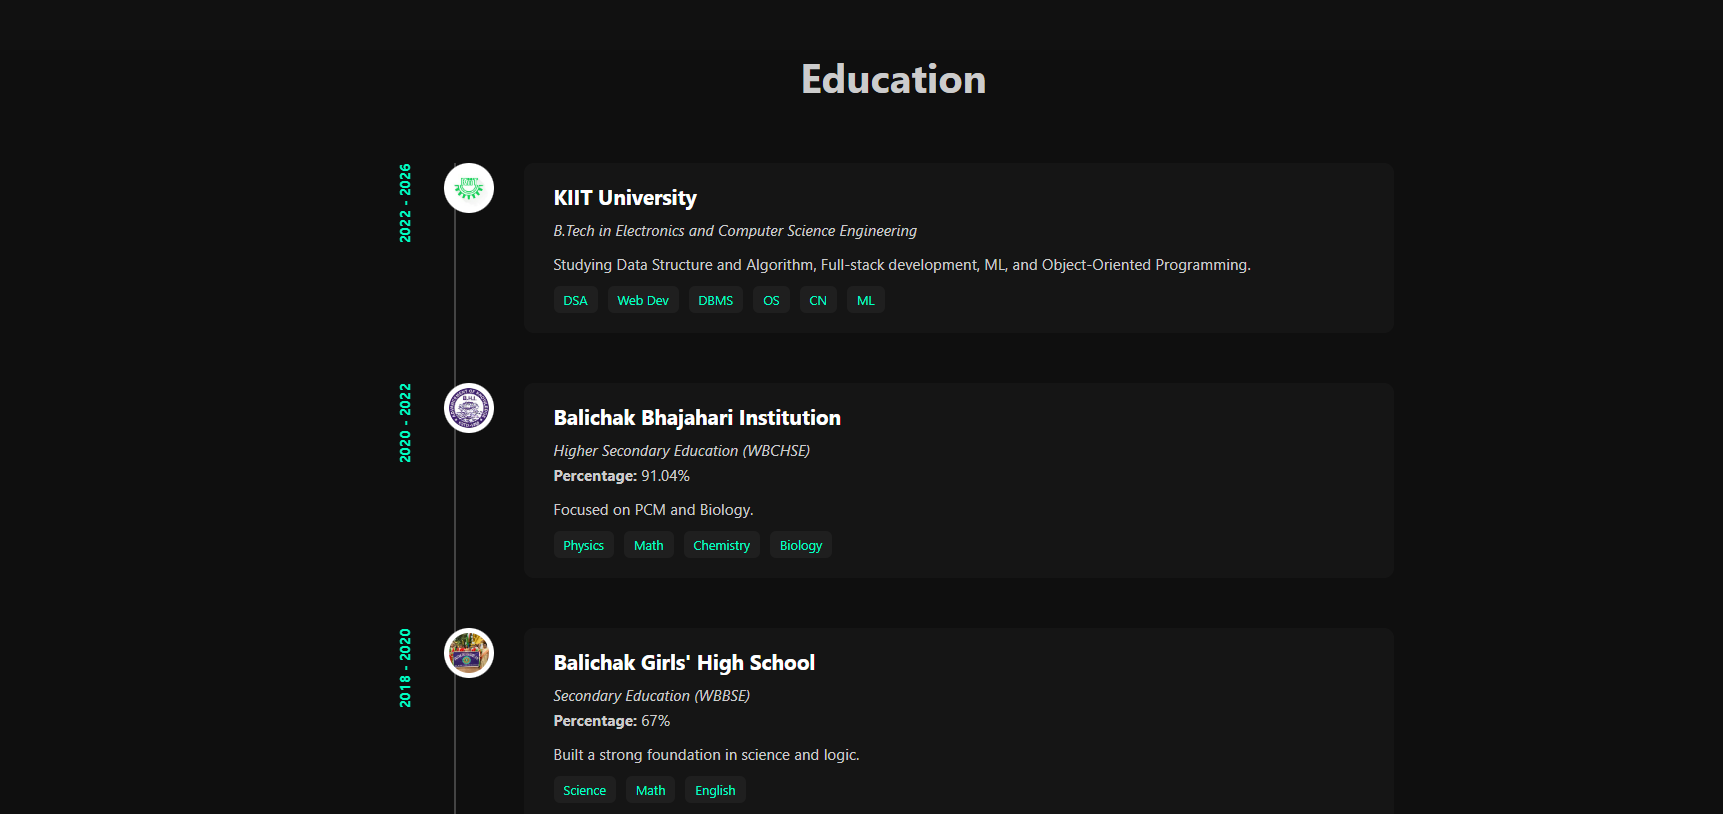 Education
2022 - 2026
KIIT University
B.Tech in Electronics and Computer Science Engineering
Studying Data Structure and Algorithm, Full-stack development, ML, and Object-Oriented Programming.
DSA Web Dev DBMS OS CN ML
2020 - 2022
B.H.I.
Balichak Bhajahari Institution
Higher Secondary Education (WBCHSE)
Percentage: 91.04%
Focused on PCM and Biology.
Physics Math Chemistry Biology
2018 - 2020
Balichak Girls' High School
Secondary Education (WBBSE)
Percentage: 67%
Built a strong foundation in science and logic.
Science Math English